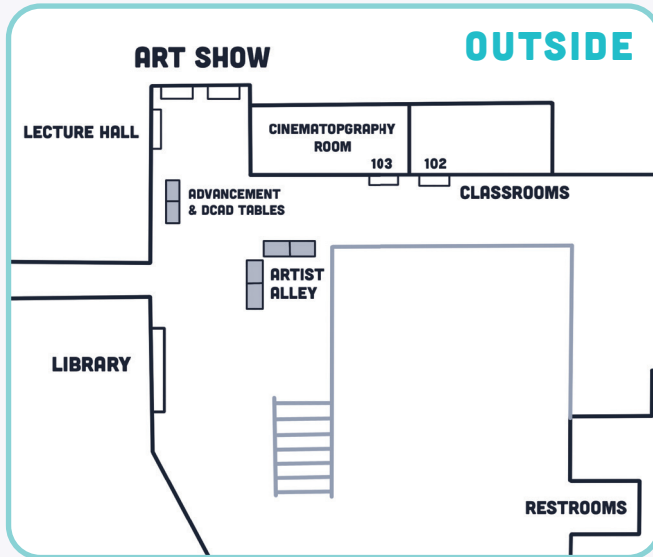 OUTSIDE
ART SHOW
LECTURE HALL
CINEMATOPGRAPHY
ROOM
103
102
ADVANCEMENT
& DCAD TABLES
CLASSROOMS
ARTIST
ALLEY
LIBRARY
RESTROOMS